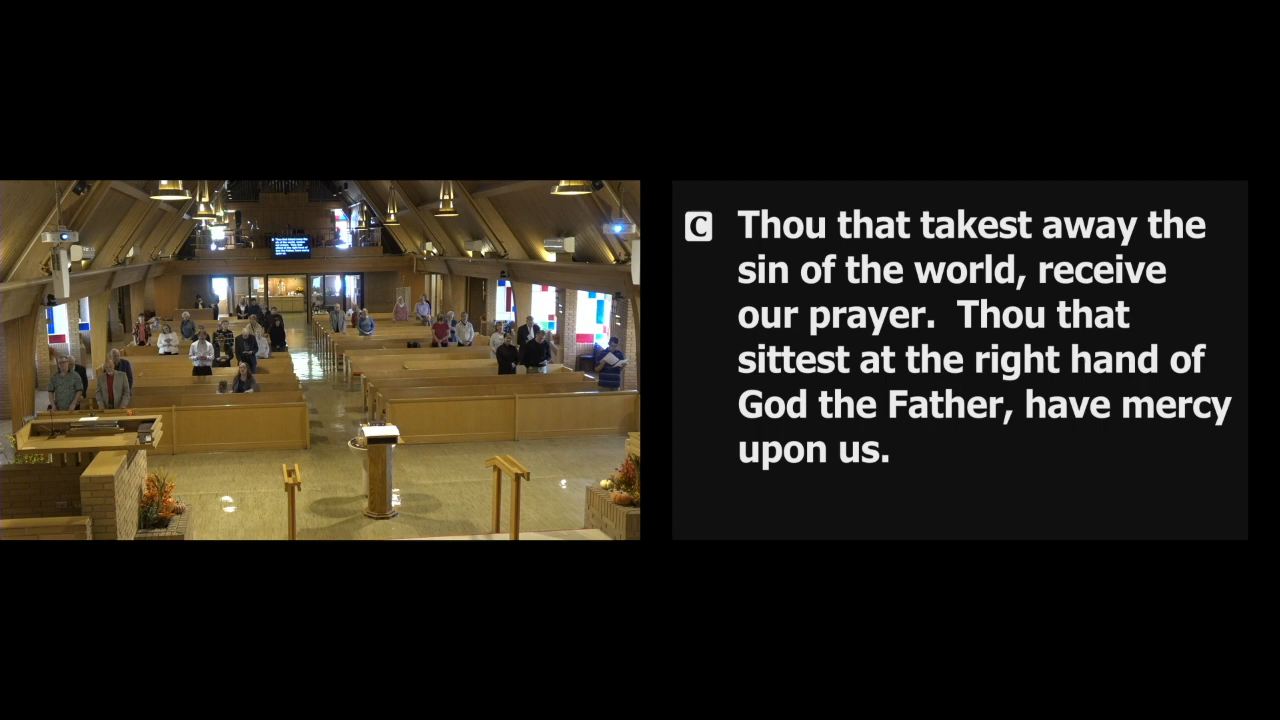 C Thou that takest away the
sin of the world, receive
our prayer.  Thou that
sittest at the right hand of
God the Father, have mercy
upon us.